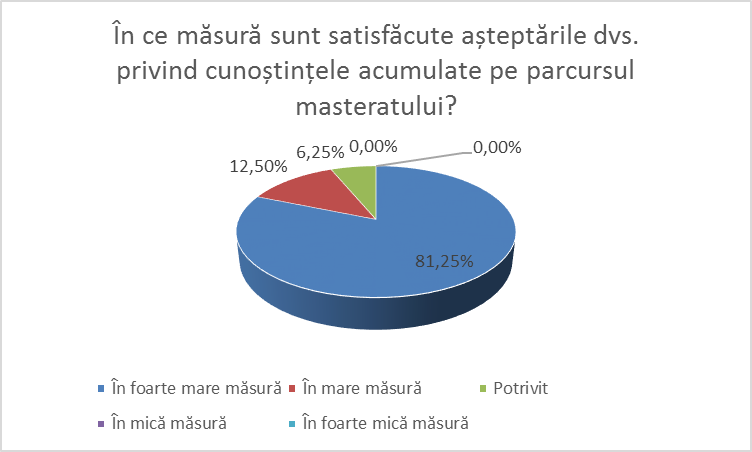 În ce măsură sunt satisfăcute așteptările dvs.
privind cunoștințele acumulate pe parcursul
masteratului?
0,00%
0,00%
6,25%
12,50%
81,25%
În foarte mare măsură
În mare măsură
Potrivit
În mică măsură
În foarte mică măsură